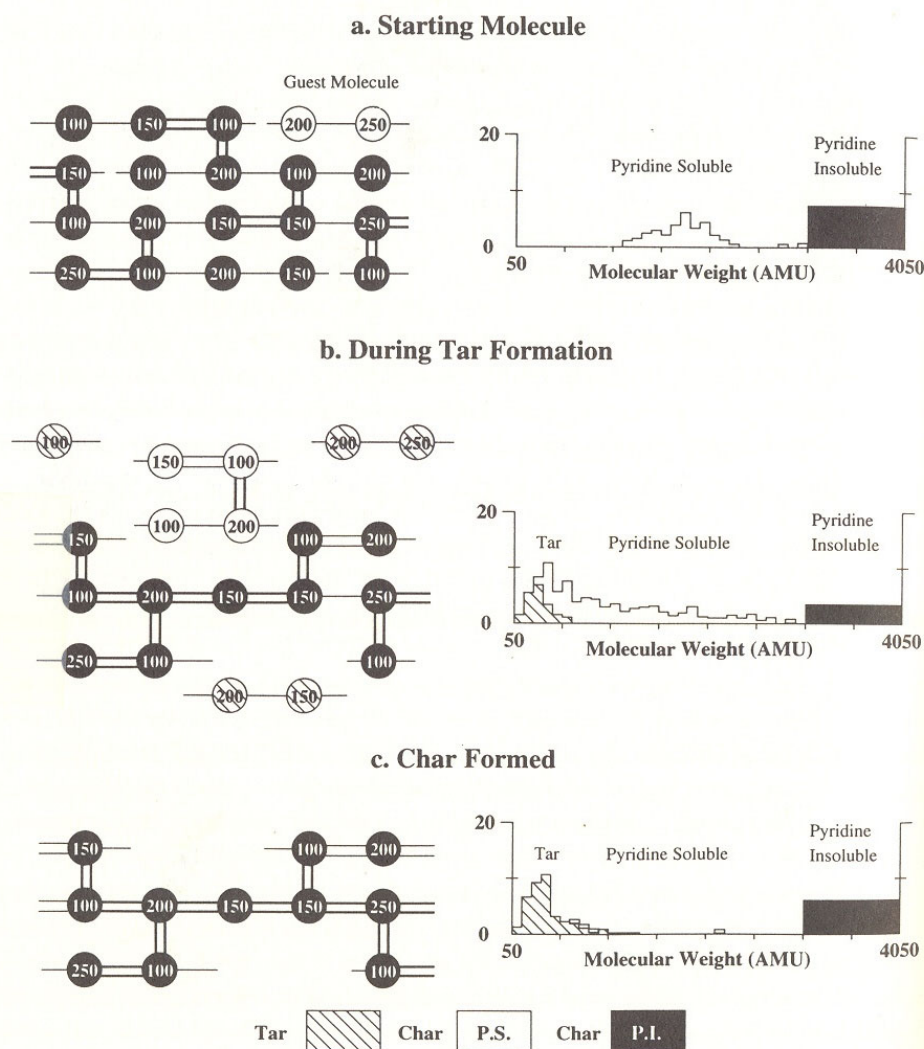 a. Starting Molecule
Guest Molecule
100 150 100 200 250
150 100 200 100 200
100 200 150 150 250
250 100 200 150 100
20
0
Pyridine Soluble
Pyridine
Insoluble
50
4050
Molecular Weight (AMU)
b. During Tar Formation
100 200 250
150 100
100 200
150 100 200
100 200 150 150 250
250 100 100
200 150
20
0
Tar
Pyridine Soluble
Pyridine
Insoluble
50
4050
Molecular Weight (AMU)
c. Char Formed
150 100 200
100 200 150 150 250
250 100 100
20
0
Tar
Pyridine Soluble
Pyridine
Insoluble
50
4050
Molecular Weight (AMU)
Tar Char P.S. Char P.I.